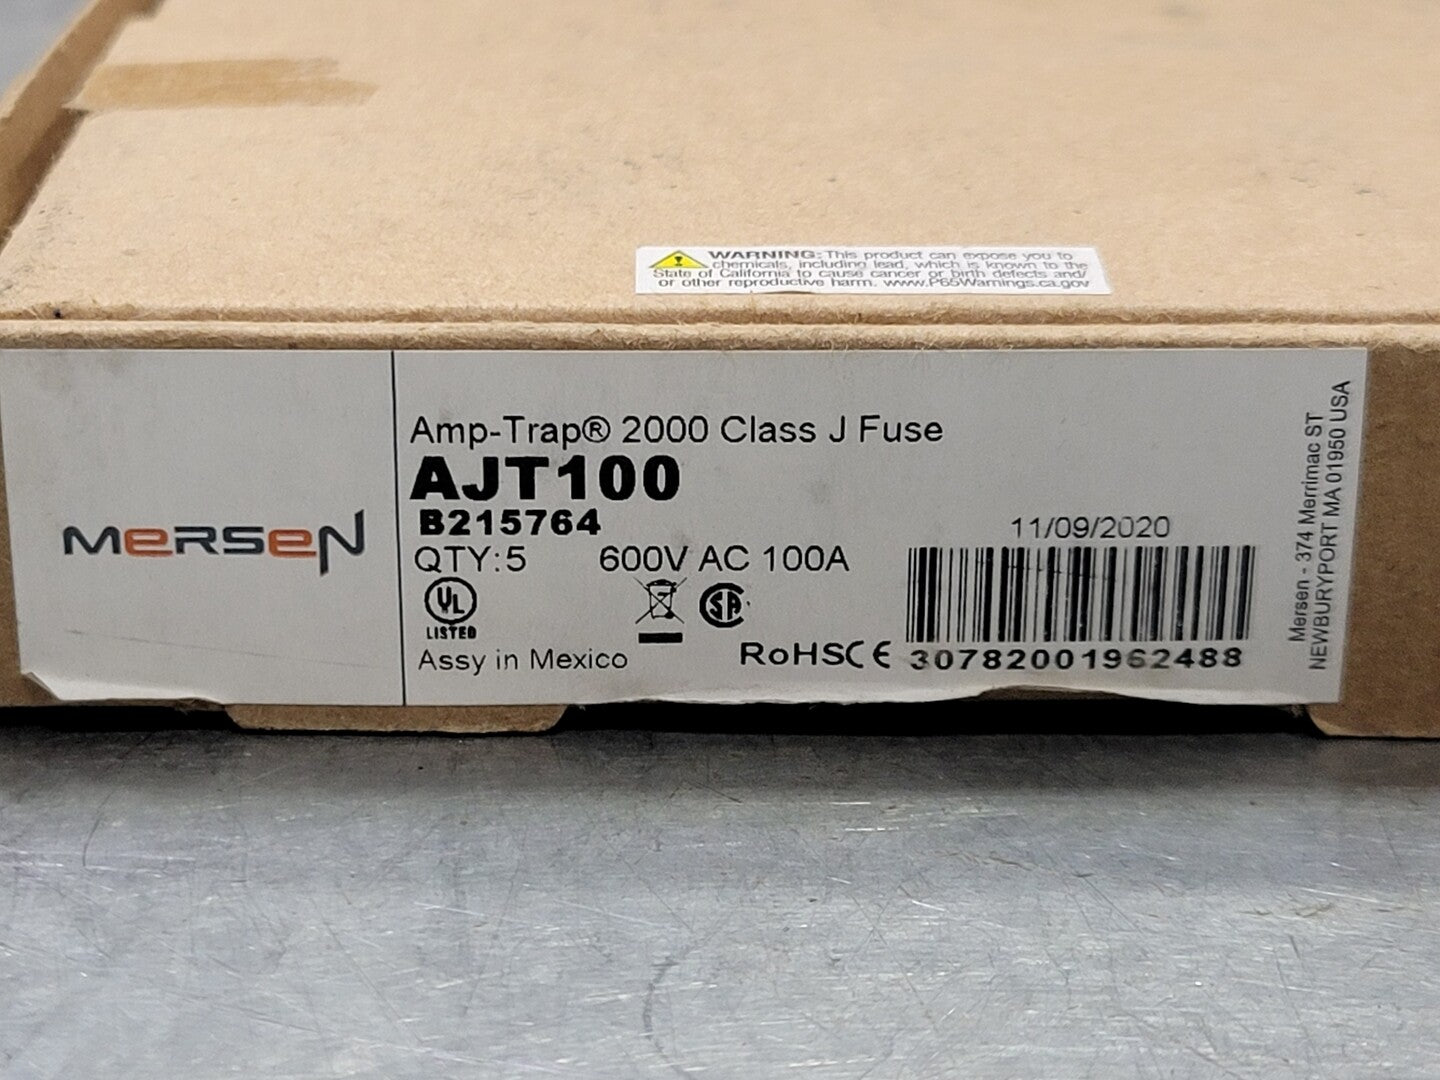 WARNING: This product can expose you to
chemicals, including lead, which is known to the
State of California to cause cancer or birth defects and/
or other reproductive harm. www.P65Warnings.ca.gov
MERSEN
Amp-Trap® 2000 Class J Fuse
AJT100
B215764
QTY:5 600V AC 100A
UL
LISTED
Assy in Mexico
RoHS CE
11/09/2020
30782001962488
Mersen - 374 Merrimac ST
NEWBURYPORT MA 01950 USA